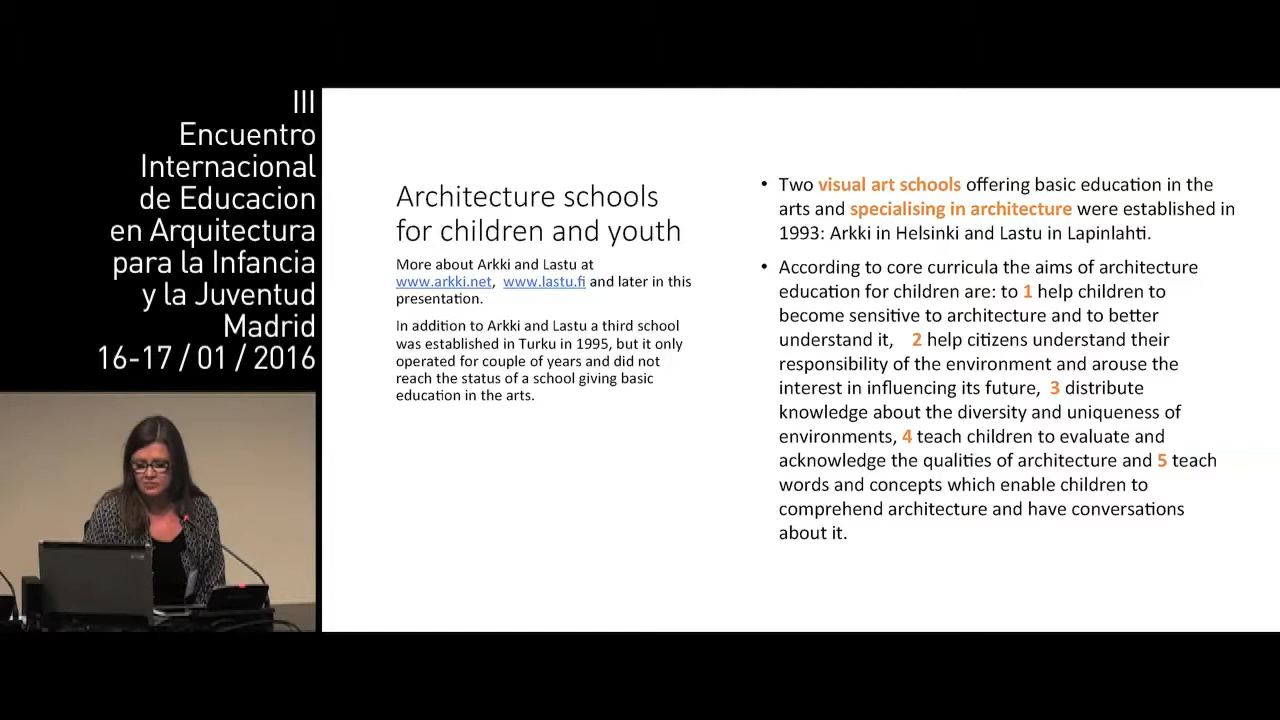 III
Encuentro
Internacional
de Educacion
en Arquitectura
para la Infancia
y la Juventud
Madrid
16-17 / 01 / 2016
Architecture schools
for children and youth
More about Arkki and Lastu at
www.arkki.net, www.lastu.fi and later in this
presentation.
In addition to Arkki and Lastu a third school
was established in Turku in 1995, but it only
operated for couple of years and did not
reach the status of a school giving basic
education in the arts.
• Two visual art schools offering basic education in the
arts and specialising in architecture were established in
1993: Arkki in Helsinki and Lastu in Lapinlahti.
• According to core curricula the aims of architecture
education for children are: to 1 help children to
become sensitive to architecture and to better
understand it, 2 help citizens understand their
responsibility of the environment and arouse the
interest in influencing its future, 3 distribute
knowledge about the diversity and uniqueness of
environments, 4 teach children to evaluate and
acknowledge the qualities of architecture and 5 teach
words and concepts which enable children to
comprehend architecture and have conversations
about it.